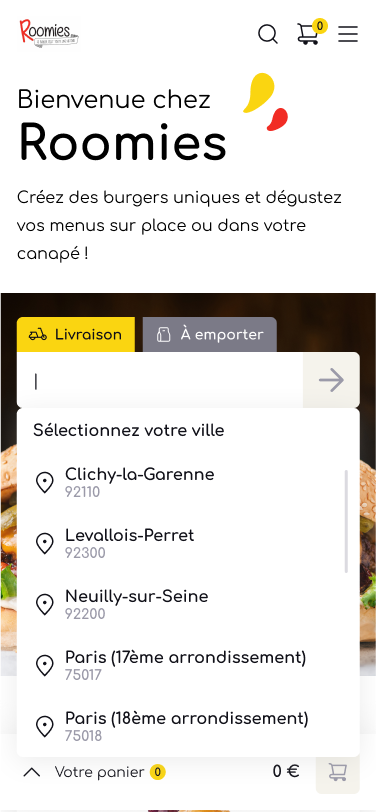 Roomies
0
Bienvenue chez
Roomies
Créez des burgers uniques et dégustez
vos menus sur place ou dans votre
canapé !
Livraison
À emporter
Sélectionnez votre ville
Clichy-la-Garenne
92110
Levallois-Perret
92300
Neuilly-sur-Seine
92200
Paris (17ème arrondissement)
75017
Paris (18ème arrondissement)
75018
Votre panier 0
0 €